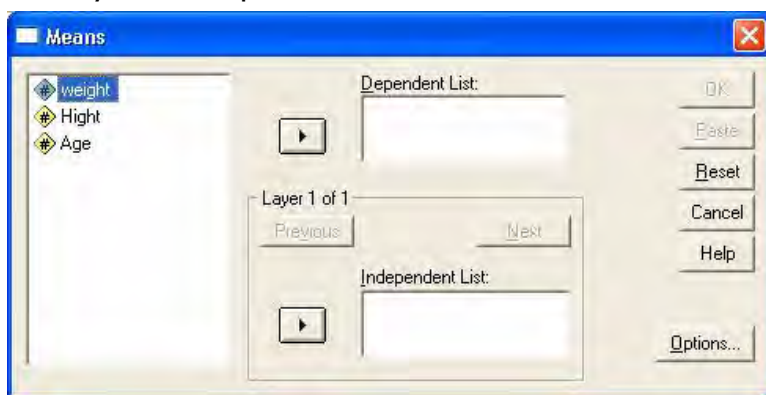 Means
weight
Hight
Age
Dependent List:
Layer 1 of 1
Previous
Next
Independent List:
OK
Paste
Reset
Cancel
Help
Options...